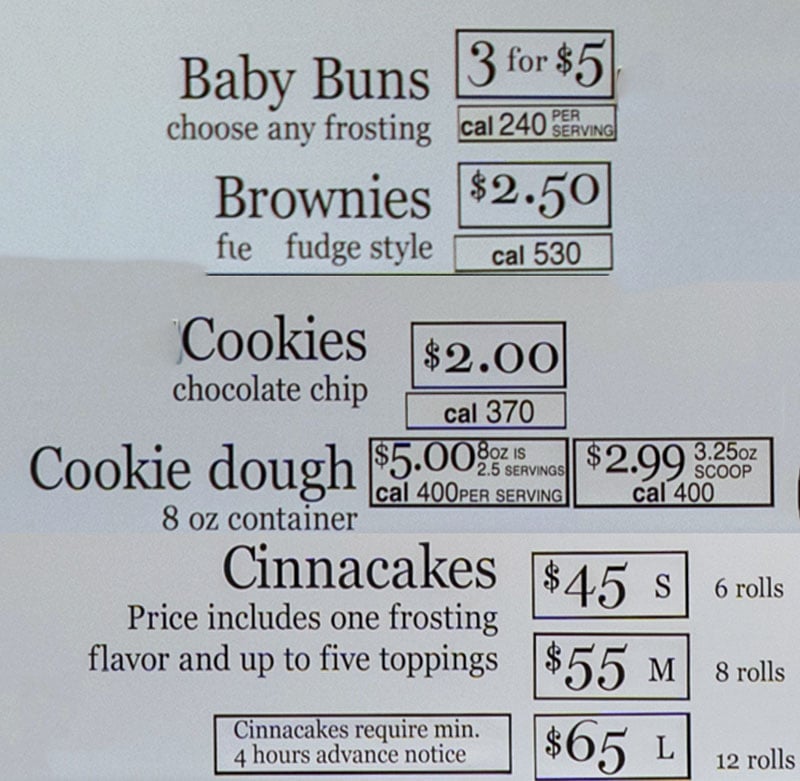 Baby Buns 3 for $5
choose any frosting cal 240 PER SERVING
Brownies $2.50
fudge style cal 530
Cookies $2.00
chocolate chip cal 370
Cookie dough $5.00 8oz IS 2.5 SERVINGS $2.99 3.25oz SCOOP
cal 400 PER SERVING cal 400
8 oz container
Cinnacakes $45 S 6 rolls
Price includes one frosting
flavor and up to five toppings $55 M 8 rolls
Cinnacakes require min.
4 hours advance notice $65 L 12 rolls